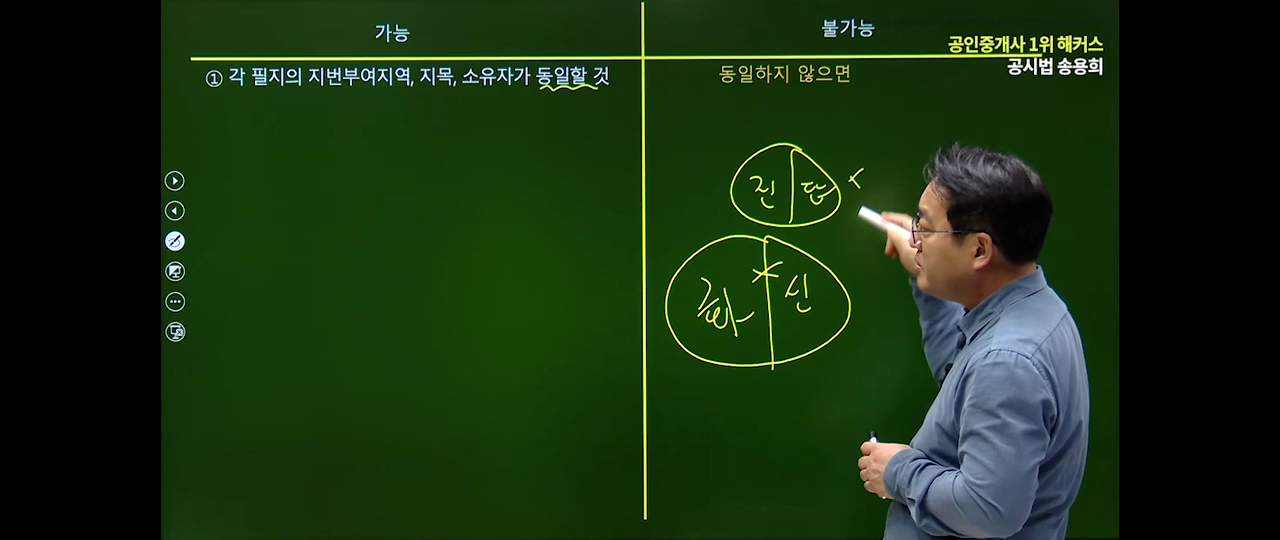 가능
불가능
공인중개사 1위 해커스
공시법 송용희
① 각 필지의 지번부여지역, 지목, 소유자가 동일할 것
동일하지 않으면
전 답 ×
신